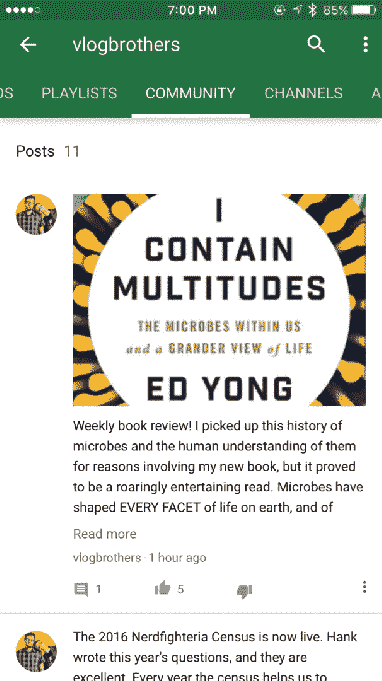 7:00 PM
85%
vlogbrothers
OS PLAYLISTS COMMUNITY CHANNELS A
Posts 11
I
CONTAIN
MULTITUDES
THE MICROBES WITHIN US
and a GRANDER VIEW of LIFE
ED YONG
Weekly book review! I picked up this history of
microbes and the human understanding of them
for reasons involving my new book, but it proved
to be a roaringly entertaining read. Microbes have
shaped EVERY FACET of life on earth, and of
Read more
vlogbrothers · 1 hour ago
1 5
The 2016 Nerdfighteria Census is now live. Hank
wrote this year's questions, and they are
excellent. Every year the census helps us to